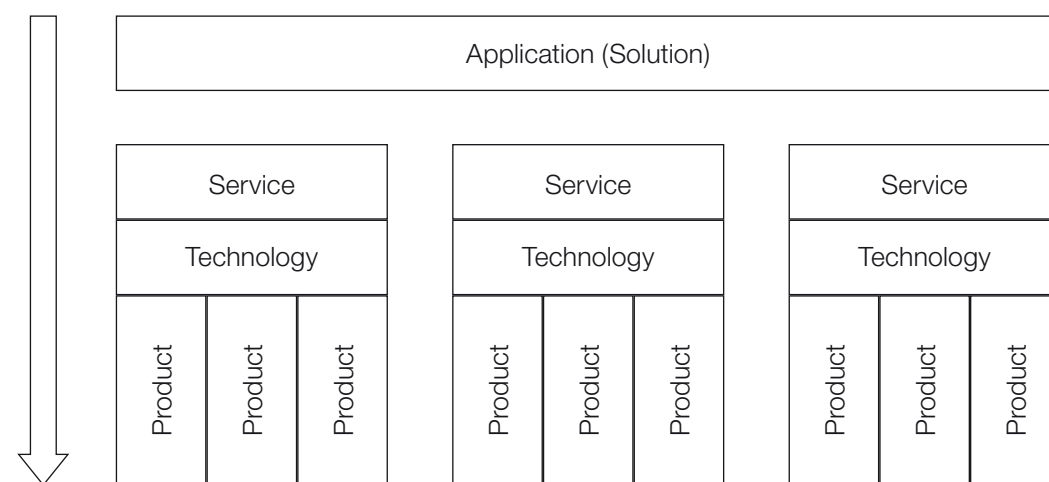 Application (Solution)
Service Service Service
Technology Technology Technology
Product Product Product Product Product Product Product Product Product